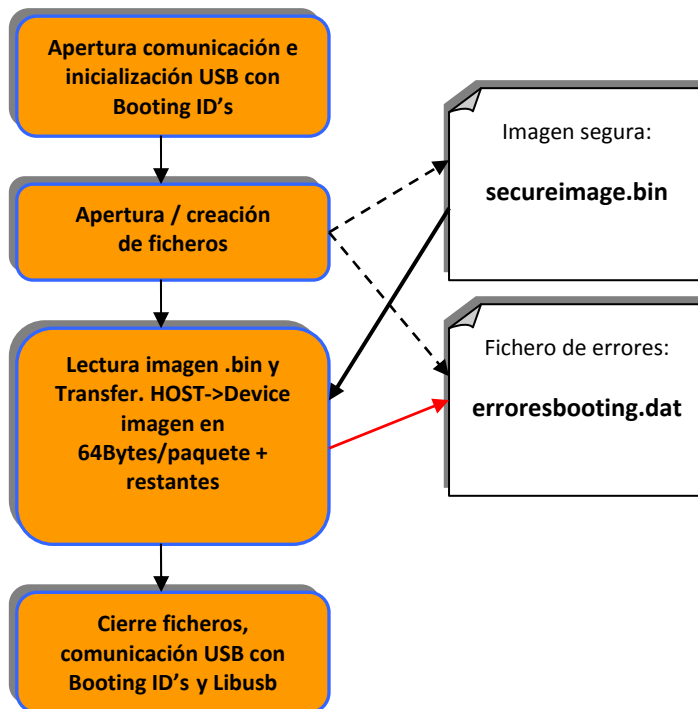 Apertura comunicación e
inicialización USB con
Booting ID’s
Apertura / creación
de ficheros
Lectura imagen .bin y
Transfer. HOST->Device
imagen en
64Bytes/paquete +
restantes
Cierre ficheros,
comunicación USB con
Booting ID’s y Libusb
Imagen segura:
secureimage.bin
Fichero de errores:
erroresbooting.dat